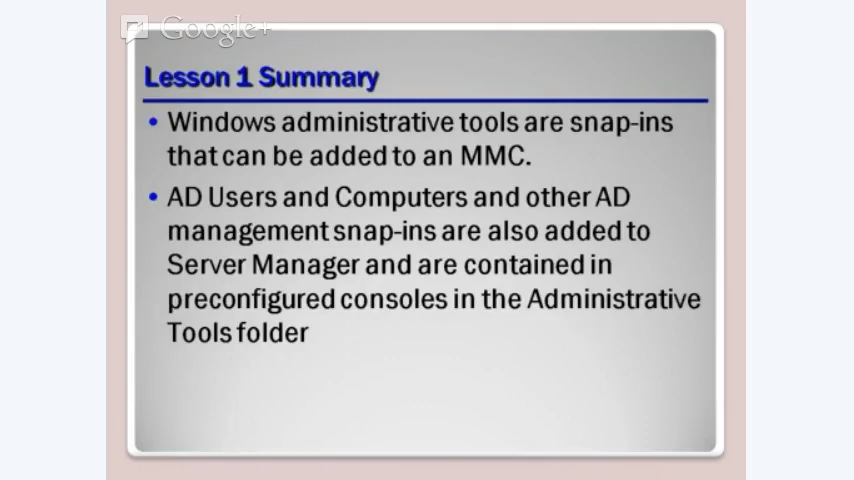 Google+
Lesson 1 Summary
• Windows administrative tools are snap-ins
that can be added to an MMC.
• AD Users and Computers and other AD
management snap-ins are also added to
Server Manager and are contained in
preconfigured consoles in the Administrative
Tools folder